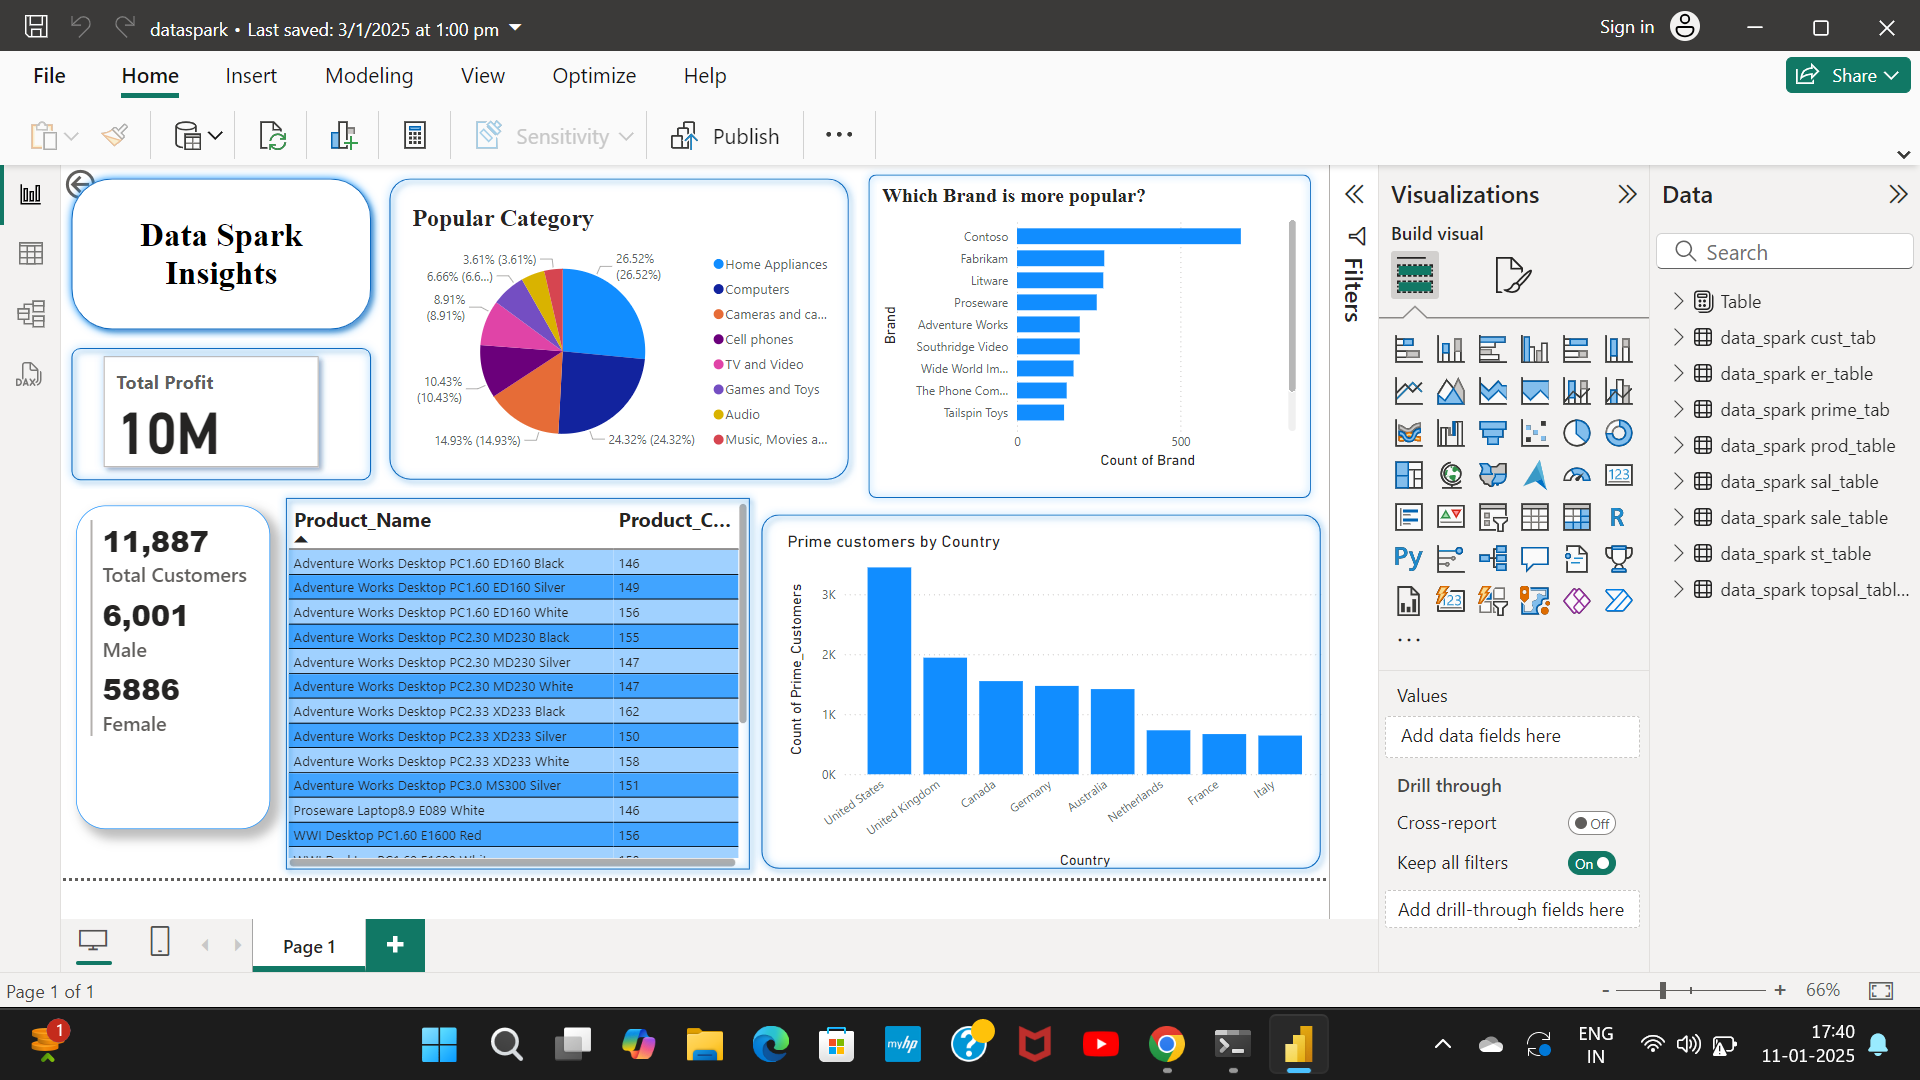 dataspark • Last saved: 3/1/2025 at 1:00 pm
Sign in
File Home Insert Modeling View Optimize Help
Share
Sensitivity
Publish
Data Spark
Insights
Total Profit
10M
Popular Category
3.61% (3.61%)
6.66% (6.6...)
8.91%
(8.91%)
10.43%
(10.43%)
14.93% (14.93%)
24.32% (24.32%)
26.52%
(26.52%)
Home Appliances
Computers
Cameras and ca...
Cell phones
TV and Video
Games and Toys
Audio
Music, Movies a...
Which Brand is more popular?
Brand
Contoso
Fabrikam
Litware
Proseware
Adventure Works
Southridge Video
Wide World Im...
The Phone Com...
Tailspin Toys
0 500
Count of Brand
11,887
Total Customers
6,001
Male
5886
Female
Product_Name Product_C...
Adventure Works Desktop PC1.60 ED160 Black 146
Adventure Works Desktop PC1.60 ED160 Silver 149
Adventure Works Desktop PC1.60 ED160 White 156
Adventure Works Desktop PC2.30 MD230 Black 155
Adventure Works Desktop PC2.30 MD230 Silver 147
Adventure Works Desktop PC2.30 MD230 White 147
Adventure Works Desktop PC2.33 XD233 Black 162
Adventure Works Desktop PC2.33 XD233 Silver 150
Adventure Works Desktop PC2.33 XD233 White 158
Adventure Works Desktop PC3.0 MS300 Silver 151
Proseware Laptop8.9 E089 White 146
WWI Desktop PC1.60 E1600 Red 156
Prime customers by Country
Count of Prime_Customers
3K
2K
1K
0K
United States
United Kingdom
Canada
Germany
Australia
Netherlands
France
Italy
Country
Filters
Visualizations
Build visual
123
R
Py
123
Values
Add data fields here
Drill through
Cross-report
Off
Keep all filters
On
Add drill-through fields here
Data
Search
Table
data_spark cust_tab
data_spark er_table
data_spark prime_tab
data_spark prod_table
data_spark sal_table
data_spark sale_table
data_spark st_table
data_spark topsal_tabl...
DAX
Page 1
Page 1 of 1
- + 66%
1
myhp
ENG
IN
17:40
11-01-2025